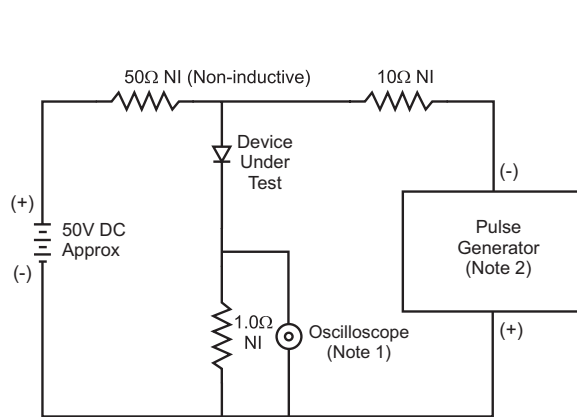 50Ω NI (Non-inductive)
10Ω NI
Device
Under
Test
(-)
(+)
50V DC
Approx
(-)
Pulse
Generator
(Note 2)
1.0Ω
NI
Oscilloscope
(Note 1)
(+)